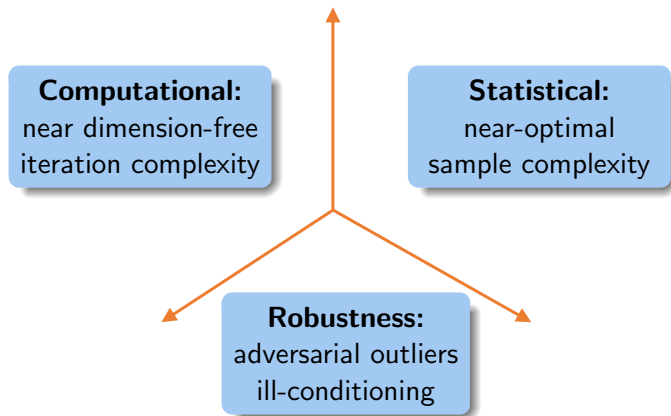 Computational:
near dimension-free
iteration complexity
Statistical:
near-optimal
sample complexity
Robustness:
adversarial outliers
ill-conditioning